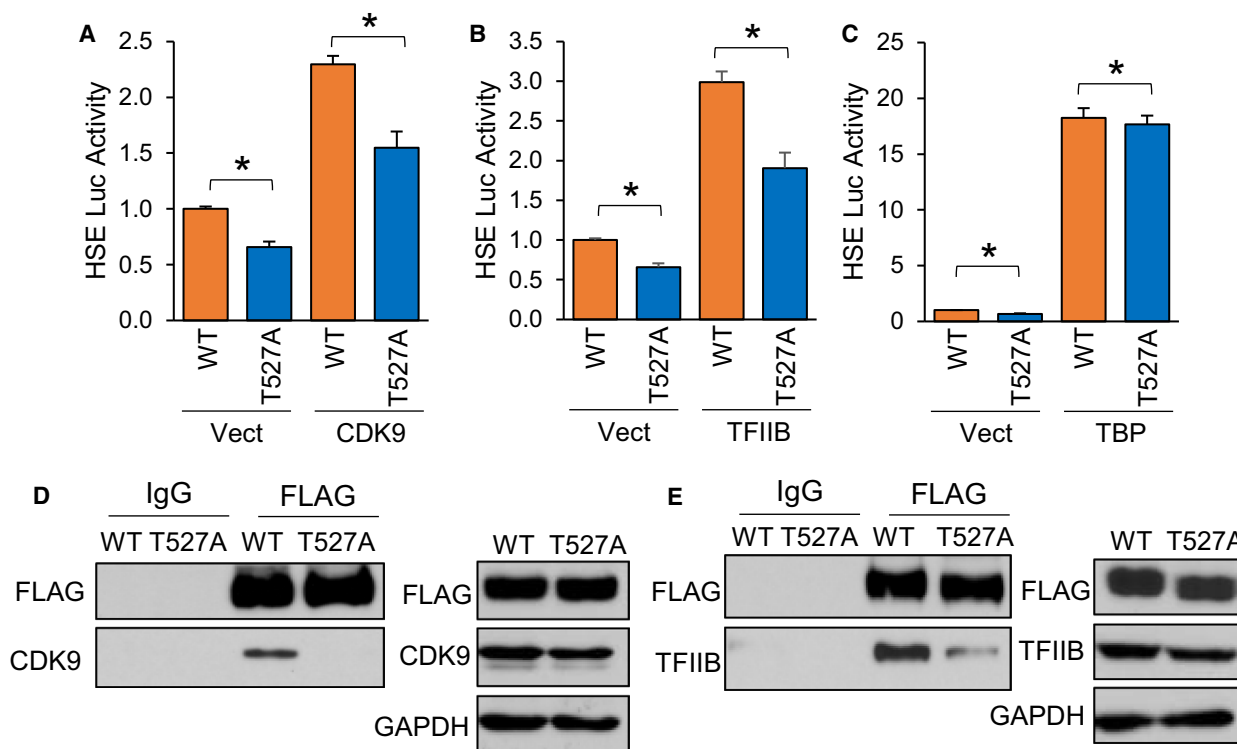 A
HSE Luc Activity
2.5
2.0
1.5
1.0
0.5
0.0
*
*
WT
T527A
WT
T527A
Vect
CDK9
B
HSE Luc Activity
3.5
3.0
2.5
2.0
1.5
1.0
0.5
0.0
*
*
WT
T527A
WT
T527A
Vect
TFIIB
C
HSE Luc Activity
25
20
15
10
5
0
*
*
WT
T527A
WT
T527A
Vect
TBP
D
IgG FLAG
WT T527A WT T527A
FLAG
CDK9
WT T527A
FLAG
CDK9
GAPDH
E
IgG FLAG
WT T527A WT T527A
FLAG
TFIIB
WT T527A
FLAG
TFIIB
GAPDH